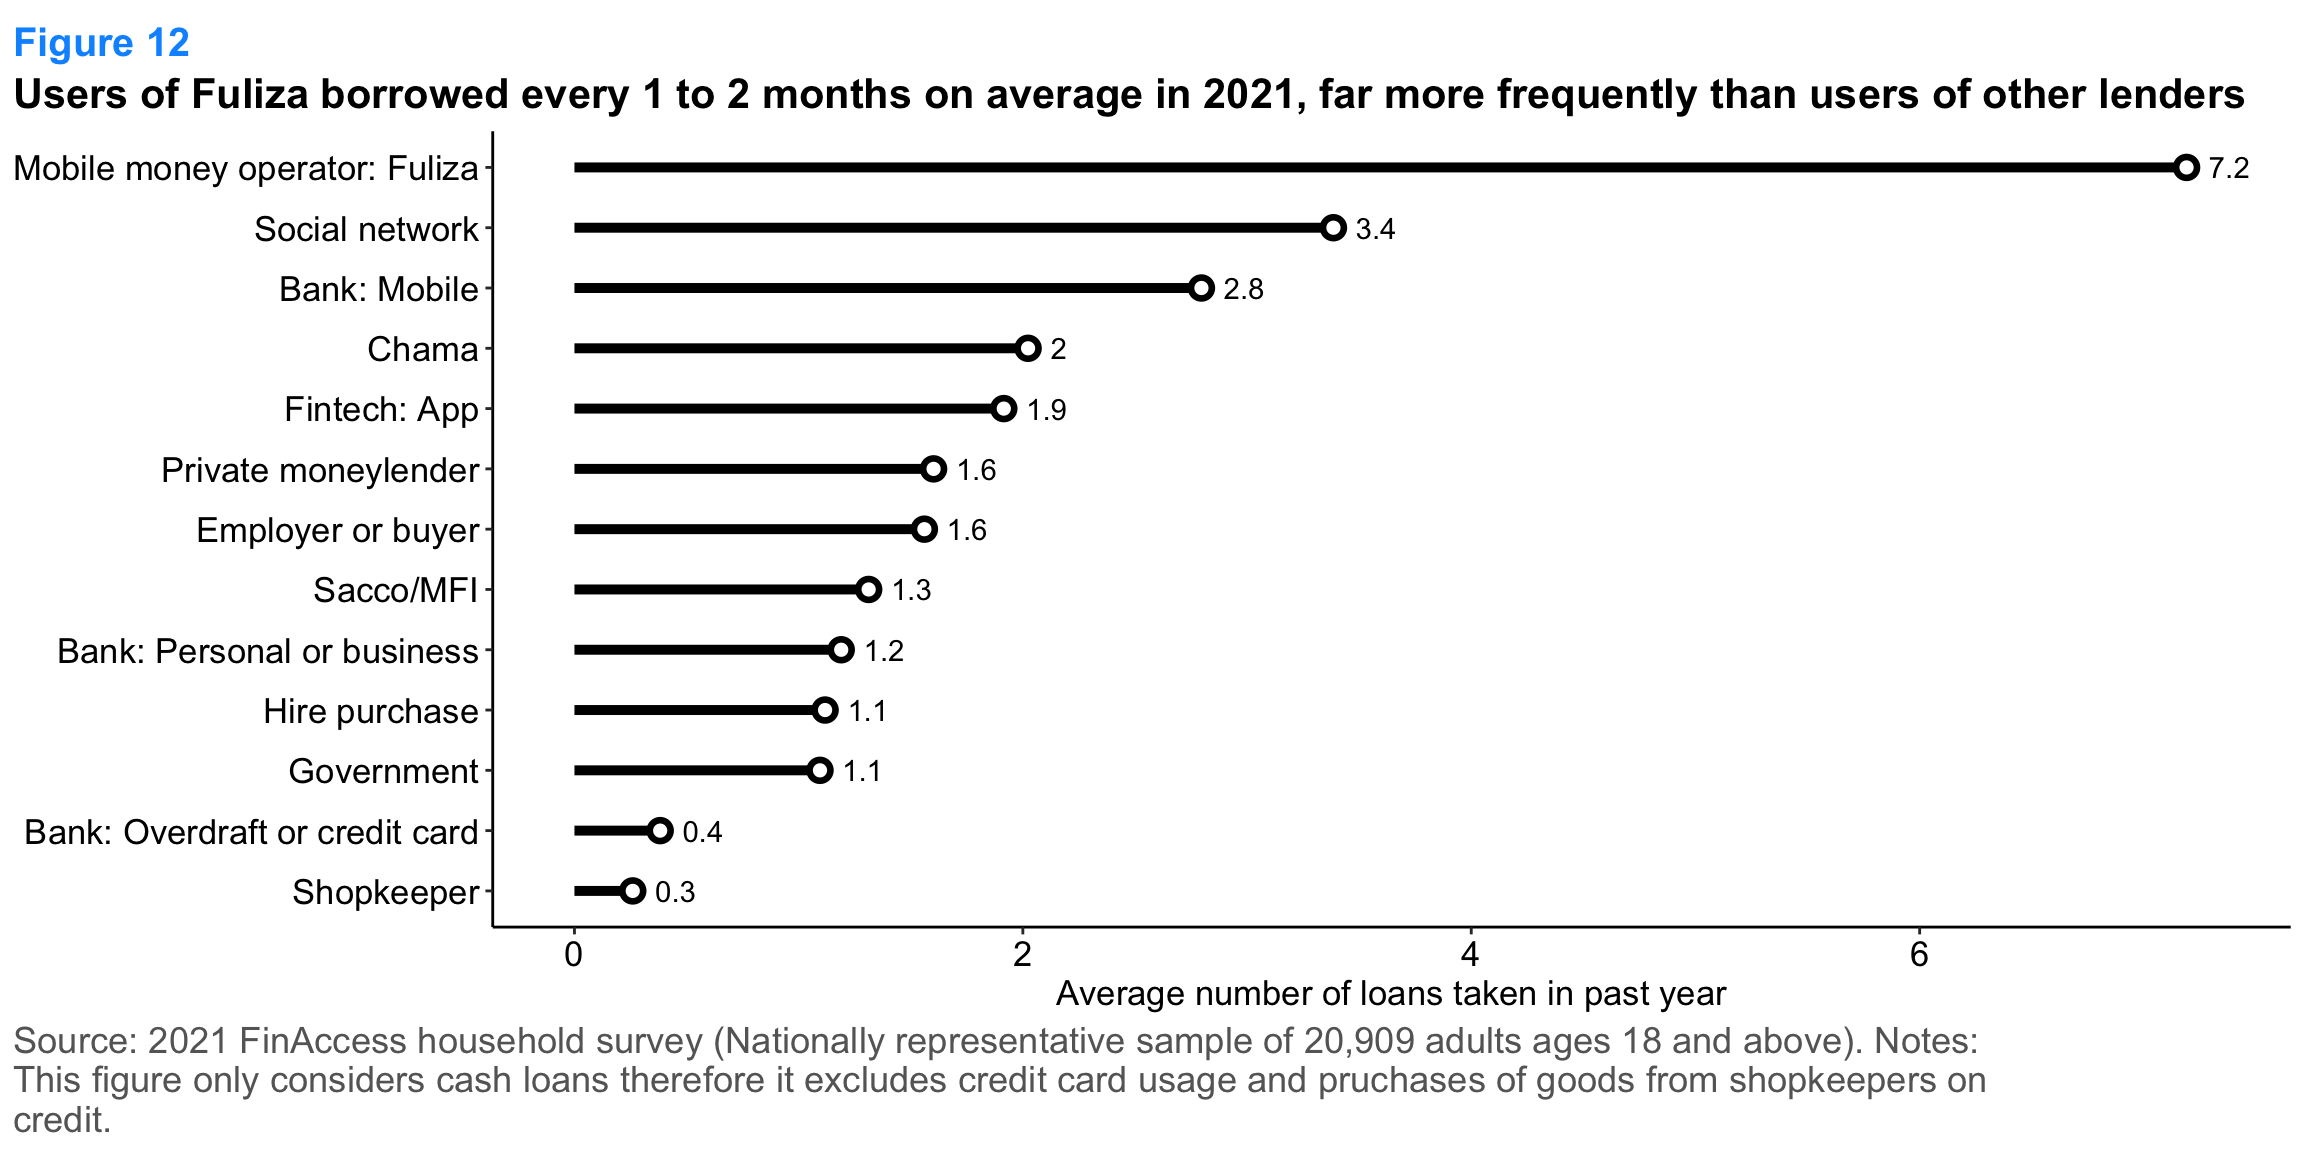 Figure 12
Users of Fuliza borrowed every 1 to 2 months on average in 2021, far more frequently than users of other lenders
Mobile money operator: Fuliza 7.2
Social network 3.4
Bank: Mobile 2.8
Chama 2
Fintech: App 1.9
Private moneylender 1.6
Employer or buyer 1.6
Sacco/MFI 1.3
Bank: Personal or business 1.2
Hire purchase 1.1
Government 1.1
Bank: Overdraft or credit card 0.4
Shopkeeper 0.3
0 2 4 6
Average number of loans taken in past year
Source: 2021 FinAccess household survey (Nationally representative sample of 20,909 adults ages 18 and above). Notes:
This figure only considers cash loans therefore it excludes credit card usage and pruchases of goods from shopkeepers on
credit.